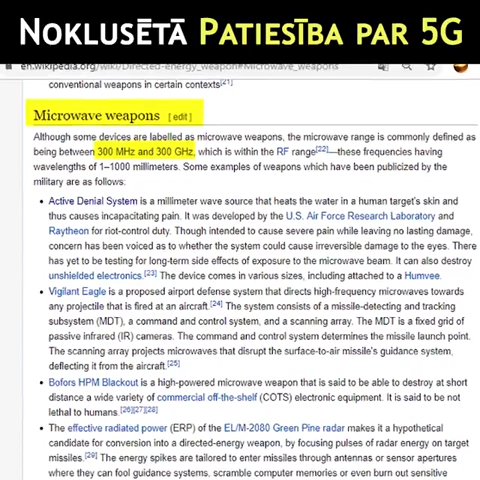 NOKLUSĒTĀ PATIESĪBA PAR 5G
en.wikipedia.org/wiki/Directed-energy_weapon#Microwave_weapons
conventional weapons in certain contexts[21]
Microwave weapons [ edit ]
Although some devices are labelled as microwave weapons, the microwave range is commonly defined as
being between 300 MHz and 300 GHz, which is within the RF range[22]—these frequencies having
wavelengths of 1–1000 millimeters. Some examples of weapons which have been publicized by the
military are as follows:
• Active Denial System is a millimeter wave source that heats the water in a human target's skin and
thus causes incapacitating pain. It was developed by the U.S. Air Force Research Laboratory and
Raytheon for riot-control duty. Though intended to cause severe pain while leaving no lasting damage,
concern has been voiced as to whether the system could cause irreversible damage to the eyes. There
has yet to be testing for long-term side effects of exposure to the microwave beam. It can also destroy
unshielded electronics.[23] The device comes in various sizes, including attached to a Humvee.
• Vigilant Eagle is a proposed airport defense system that directs high-frequency microwaves towards
any projectile that is fired at an aircraft.[24] The system consists of a missile-detecting and tracking
subsystem (MDT), a command and control system, and a scanning array. The MDT is a fixed grid of
passive infrared (IR) cameras. The command and control system determines the missile launch point.
The scanning array projects microwaves that disrupt the surface-to-air missile's guidance system,
deflecting it from the aircraft.[25]
• Bofors HPM Blackout is a high-powered microwave weapon that is said to be able to destroy at short
distance a wide variety of commercial off-the-shelf (COTS) electronic equipment. It is said to be not
lethal to humans.[26][27][28]
• The effective radiated power (ERP) of the EL/M-2080 Green Pine radar makes it a hypothetical
candidate for conversion into a directed-energy weapon, by focusing pulses of radar energy on target
missiles.[29] The energy spikes are tailored to enter missiles through antennas or sensor apertures
where they can fool guidance systems, scramble computer memories or even burn out sensitive